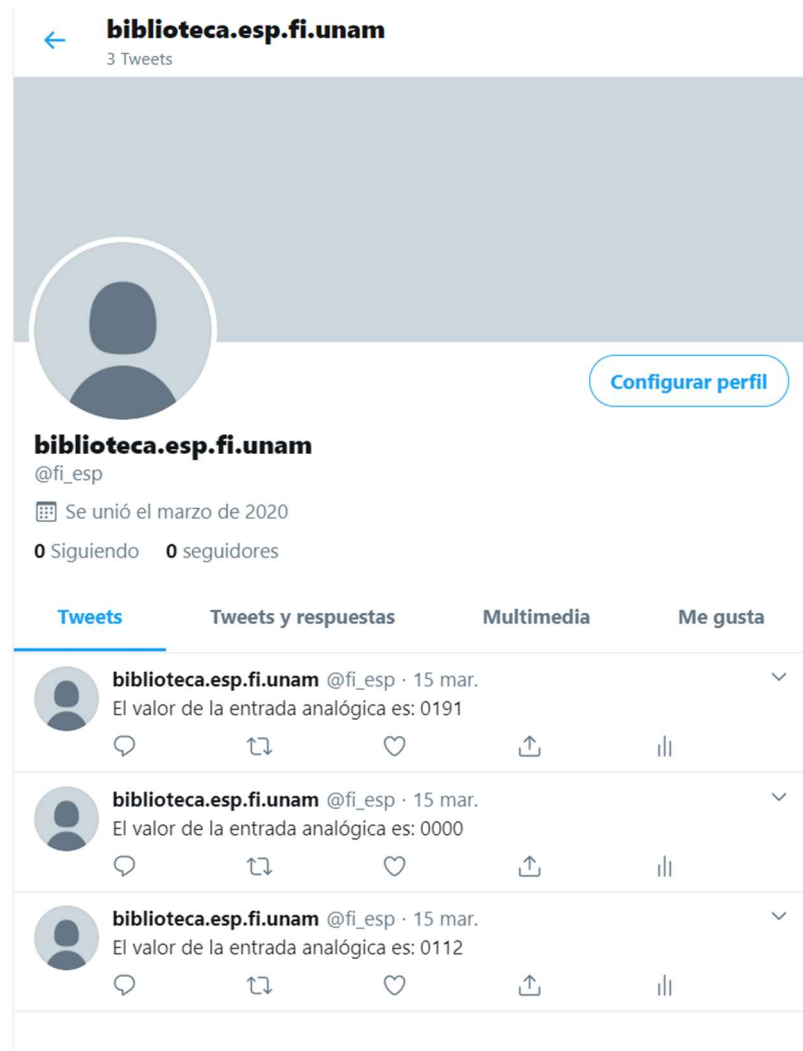 biblioteca.esp.fi.unam
3 Tweets
Configurar perfil
biblioteca.esp.fi.unam
@fi_esp
Se unió el marzo de 2020
0 Siguiendo 0 seguidores
Tweets Tweets y respuestas Multimedia Me gusta
biblioteca.esp.fi.unam @fi_esp · 15 mar.
El valor de la entrada analógica es: 0191
biblioteca.esp.fi.unam @fi_esp · 15 mar.
El valor de la entrada analógica es: 0000
biblioteca.esp.fi.unam @fi_esp · 15 mar.
El valor de la entrada analógica es: 0112